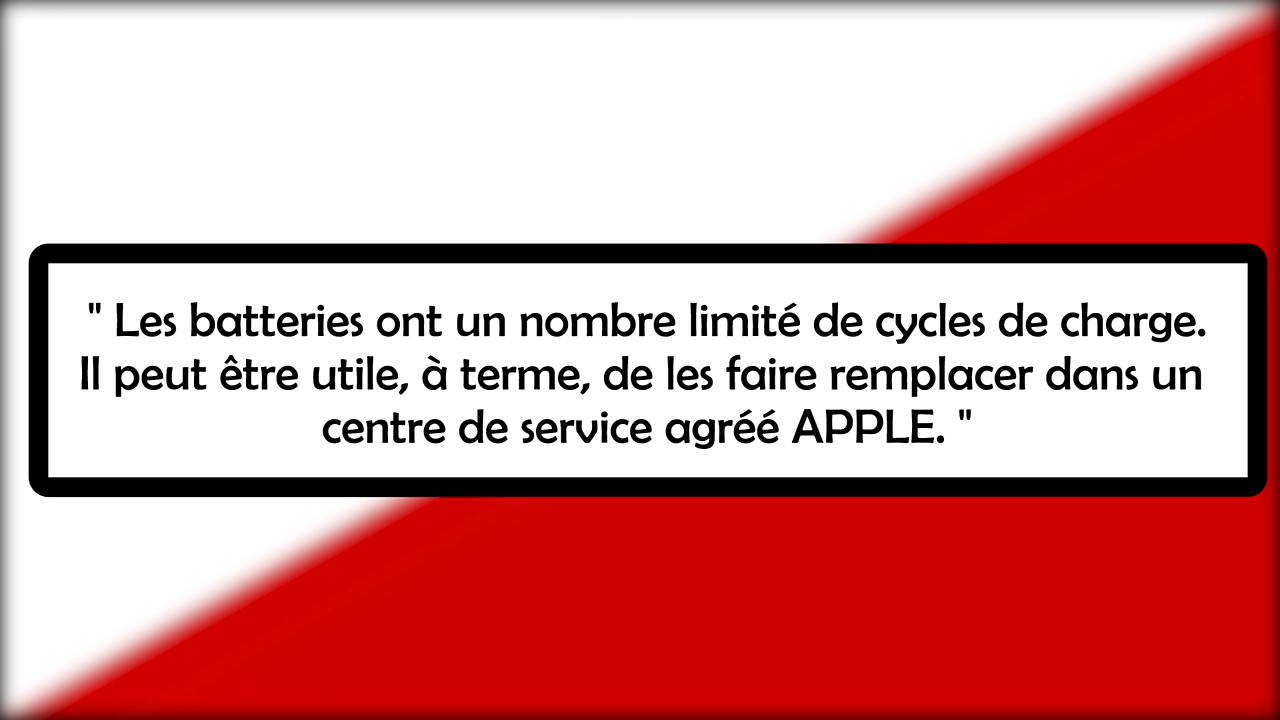 " Les batteries ont un nombre limité de cycles de charge.
Il peut être utile, à terme, de les faire remplacer dans un
centre de service agréé APPLE. "